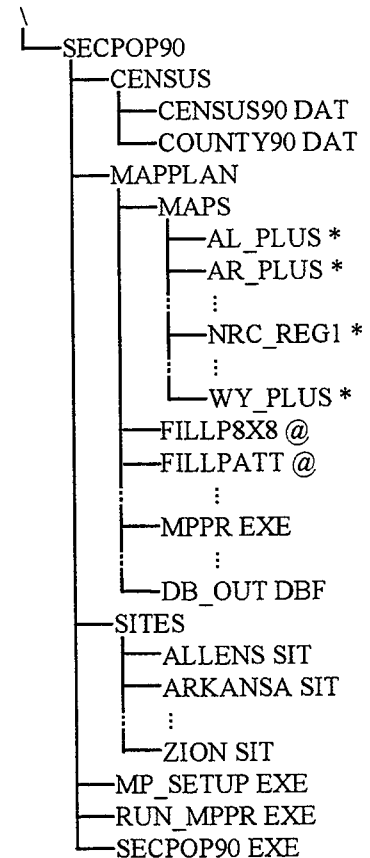 \
SECPOP90
CENSUS
CENSUS90 DAT
COUNTY90 DAT
MAPPLAN
MAPS
AL_PLUS *
AR_PLUS *
⋮
NRC_REG1 *
⋮
WY_PLUS *
FILLP8X8 @
FILLPATT @
⋮
MPPR EXE
⋮
DB_OUT DBF
SITES
ALLENS SIT
ARKANSA SIT
⋮
ZION SIT
MP_SETUP EXE
RUN_MPPR EXE
SECPOP90 EXE